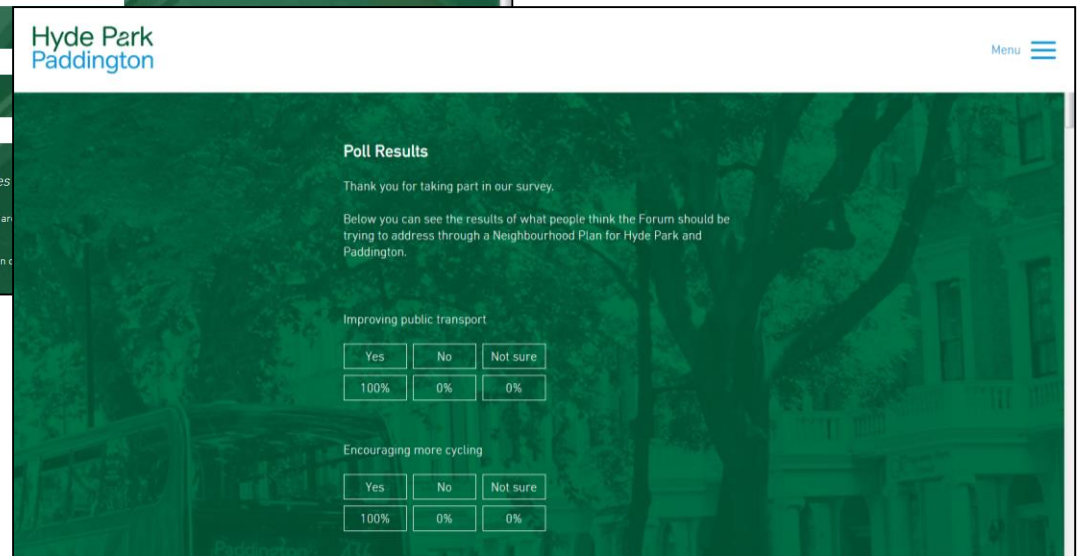 Hyde Park
Paddington
Menu
Poll Results
Thank you for taking part in our survey.
Below you can see the results of what people think the Forum should be
trying to address through a Neighbourhood Plan for Hyde Park and
Paddington.
Improving public transport
Yes No Not sure
100% 0% 0%
Encouraging more cycling
Yes No Not sure
100% 0% 0%
Paddington